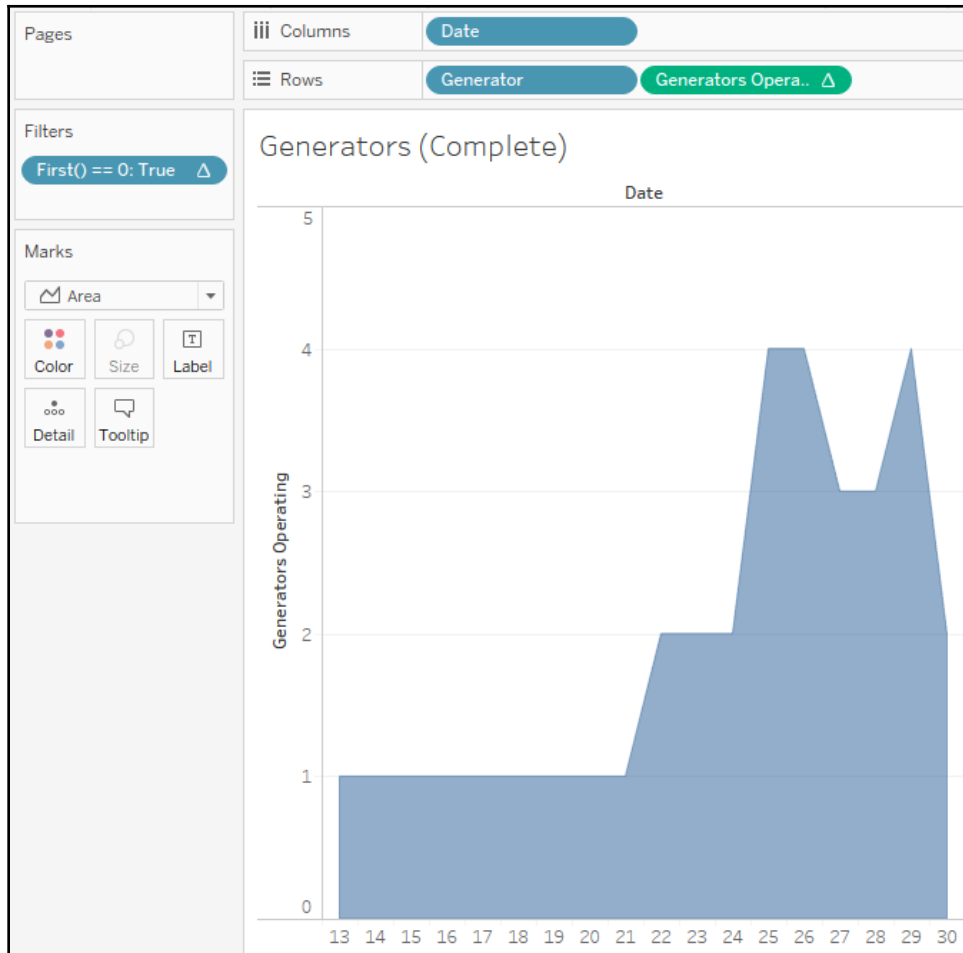 Pages
Columns
Date
Rows
Generator
Generators Opera.. Δ
Filters
First() == 0: True Δ
Marks
Area
Color
Size
T
Label
Detail
Tooltip
Generators (Complete)
Date
Generators Operating
5
4
3
2
1
0
13 14 15 16 17 18 19 20 21 22 23 24 25 26 27 28 29 30